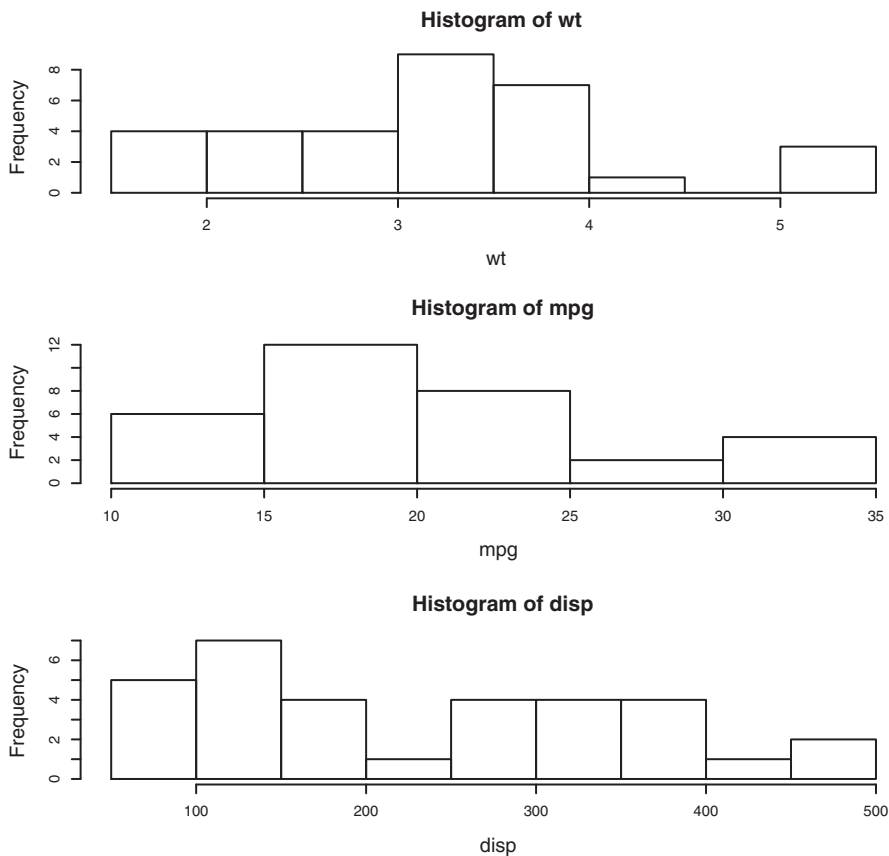 Histogram of wt
Frequency
0 2 4 6 8
2 3 4 5
wt
Histogram of mpg
Frequency
0 2 4 6 8 12
10 15 20 25 30 35
mpg
Histogram of disp
Frequency
0 2 4 6
100 200 300 400 500
disp